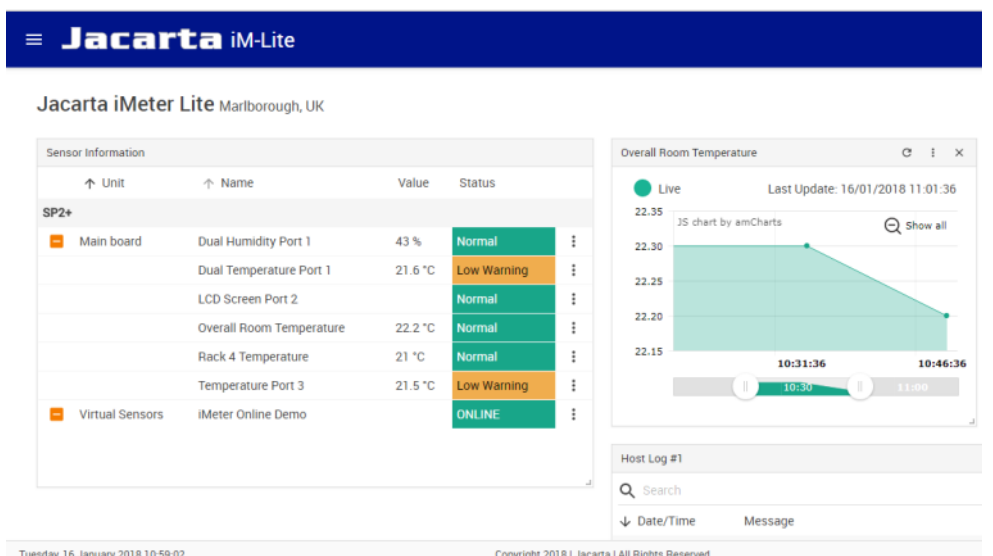 Jacarta iM-Lite
Jacarta iMeter Lite Marlborough, UK
Sensor Information
Unit Name Value Status
SP2+
Main board Dual Humidity Port 1 43 % Normal
Dual Temperature Port 1 21.6 °C Low Warning
LCD Screen Port 2 Normal
Overall Room Temperature 22.2 °C Normal
Rack 4 Temperature 21 °C Normal
Temperature Port 3 21.5 °C Low Warning
Virtual Sensors iMeter Online Demo ONLINE
Overall Room Temperature
Live Last Update: 16/01/2018 11:01:36
JS chart by amCharts
Show all
22.35
22.30
22.25
22.20
22.15
10:31:36 10:46:36
10:30 11:00
Host Log #1
Search
Date/Time Message
Tuesday, 16 January 2018 10:59:02 Copyright 2018 | Jacarta | All Rights Reserved